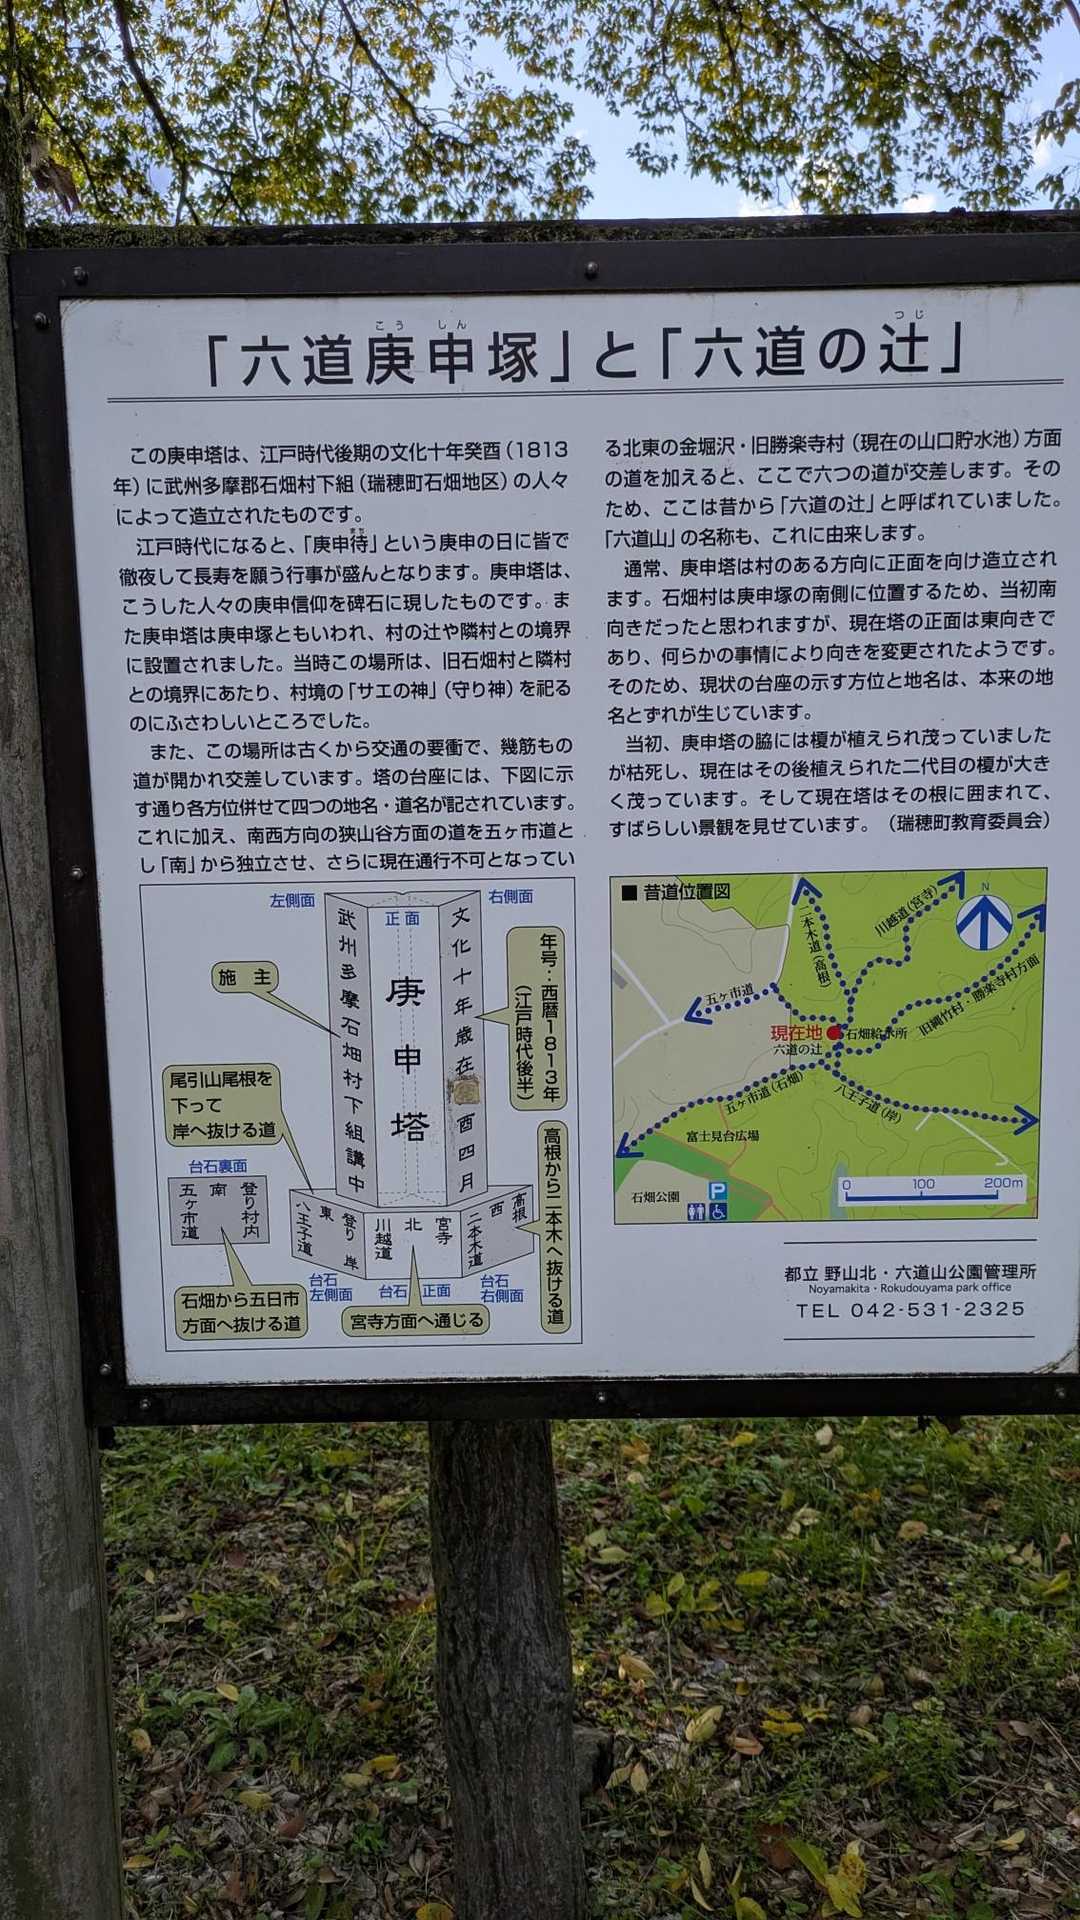 「六道庚申塚」と「六道の辻」
こう しん
つじ
この庚申塔は、江戸時代後期の文化十年癸酉（1813
年）に武州多摩郡石畑村下組（瑞穂町石畑地区）の人々
によって造立されたものです。
江戸時代になると、「庚申待」という庚申の日に皆で
まち
徹夜して長寿を願う行事が盛んとなります。庚申塔は、
こうした人々の庚申信仰を碑石に現したものです。ま
た庚申塔は庚申塚ともいわれ、村の辻や隣村との境界
に設置されました。当時この場所は、旧石畑村と隣村
との境界にあたり、村境の「サエの神」（守り神）を祀る
のにふさわしいところでした。
また、この場所は古くから交通の要衝で、幾筋もの
道が開かれ交差しています。塔の台座には、下図に示
す通り各方位併せて四つの地名・道名が記されています。
これに加え、南西方向の狭山谷方面の道を五ヶ市道と
し「南」から独立させ、さらに現在通行不可となってい
る北東の金堀沢・旧勝楽寺村（現在の山口貯水池）方面
の道を加えると、ここで六つの道が交差します。その
ため、ここは昔から「六道の辻」と呼ばれていました。
「六道山」の名称も、これに由来します。
通常、庚申塔は村のある方向に正面を向け造立され
ます。石畑村は庚申塚の南側に位置するため、当初南
向きだったと思われますが、現在塔の正面は東向きで
あり、何らかの事情により向きを変更されたようです。
そのため、現状の台座の示す方位と地名は、本来の地
名とずれが生じています。
当初、庚申塔の脇には榎が植えられ茂っていました
が枯死し、現在はその後植えられた二代目の榎が大き
く茂っています。そして現在塔はその根に囲まれて、
すばらしい景観を見せています。（瑞穂町教育委員会）
左側面
正面
右側面
武州多摩石畑村下組講中
庚申塔
文化十年歳在
酉四月
施主
年号：西暦1813年
（江戸時代後半）
尾引山尾根を
下って
岸へ抜ける道
高根から二本木へ抜ける道
台石裏面
登り村内
南
五ヶ市道
登り 岸
東
八王子道
宮寺
北
川越道
高根
西
二本木道
台石
左側面
台石 正面
台石
右側面
石畑から五日市
方面へ抜ける道
宮寺方面へ通じる
■ 昔道位置図
N
二本木道（高根）
川越道（宮寺）
五ヶ市道
旧縄竹村・勝楽寺村方面
現在地
六道の辻
石畑給水所
五ヶ市道（石畑）
八王子道（岸）
富士見台広場
石畑公園
P
0 100 200m
都立 野山北・六道山公園管理所
Noyamakita・Rokudouyama park office
TEL 042-531-2325